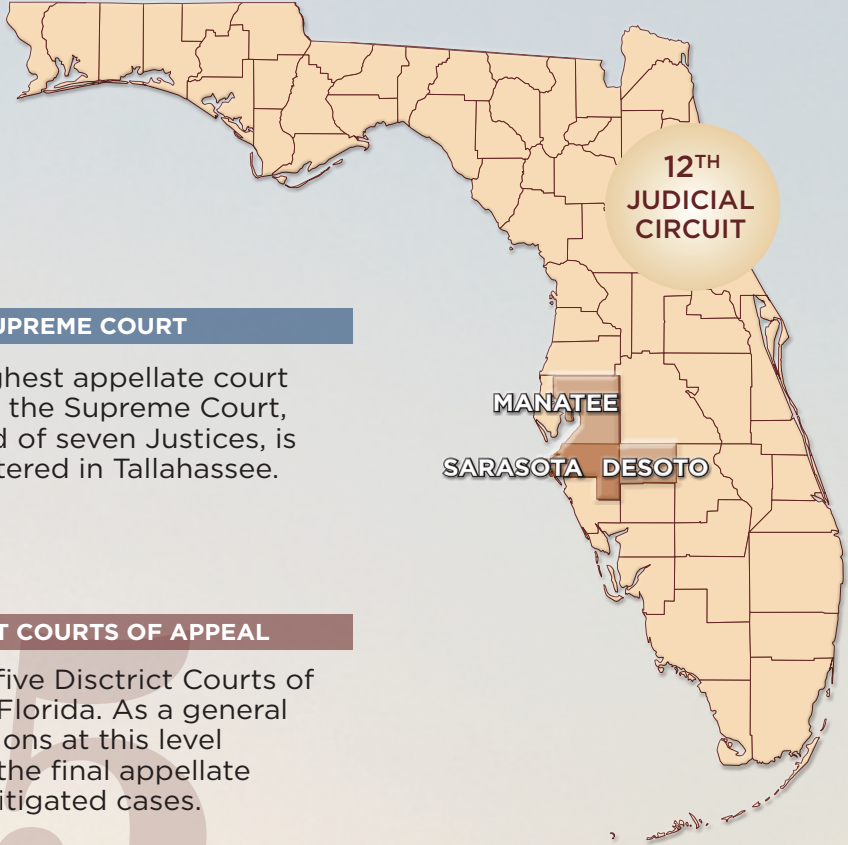 12TH
JUDICIAL
CIRCUIT
UPREME COURT
ghest appellate court
the Supreme Court,
d of seven Justices, is
tered in Tallahassee.
MANATEE
SARASOTA DESOTO
T COURTS OF APPEAL
five Disctrict Courts of
Florida. As a general
ions at this level
the final appellate
itigated cases.
5